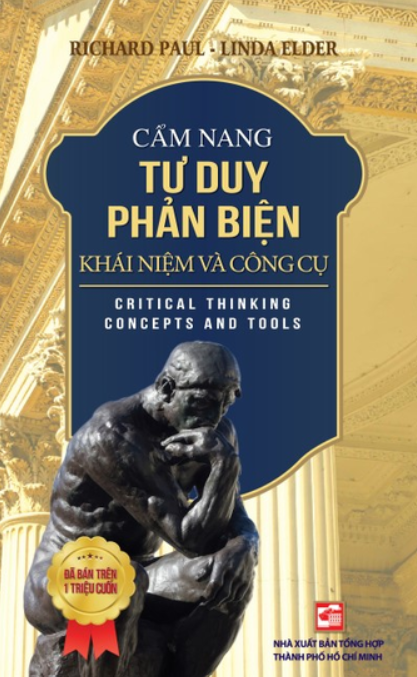 RICHARD PAUL - LINDA ELDER
CẨM NANG
TƯ DUY
PHẢN BIỆN
KHÁI NIỆM VÀ CÔNG CỤ
CRITICAL THINKING
CONCEPTS AND TOOLS
ĐÃ BÁN TRÊN
1 TRIỆU CUỐN
NHÀ XUẤT BẢN TỔNG HỢP
THÀNH PHỐ HỒ CHÍ MINH